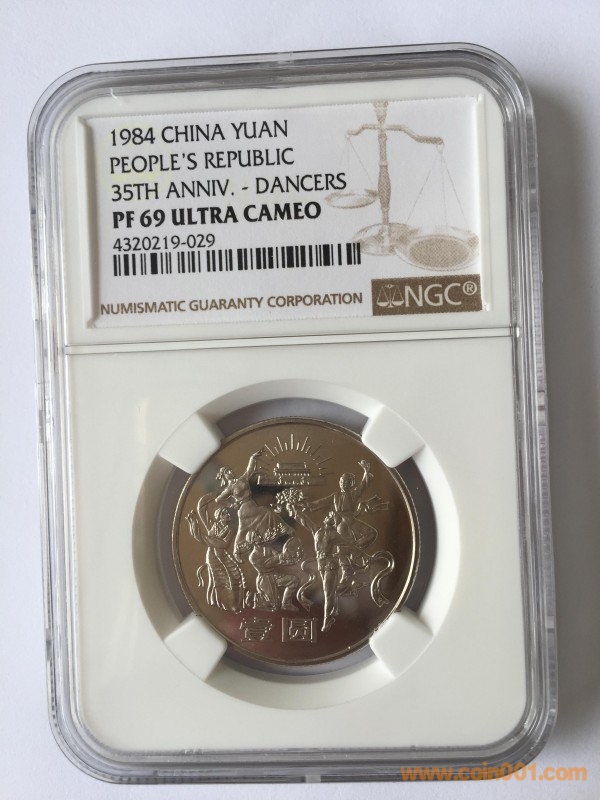 1984 CHINA YUAN
PEOPLE'S REPUBLIC
35TH ANNIV. - DANCERS
PF 69 ULTRA CAMEO
4320219-029
NUMISMATIC GUARANTY CORPORATION NGC®
壹圆
www.coin001.com